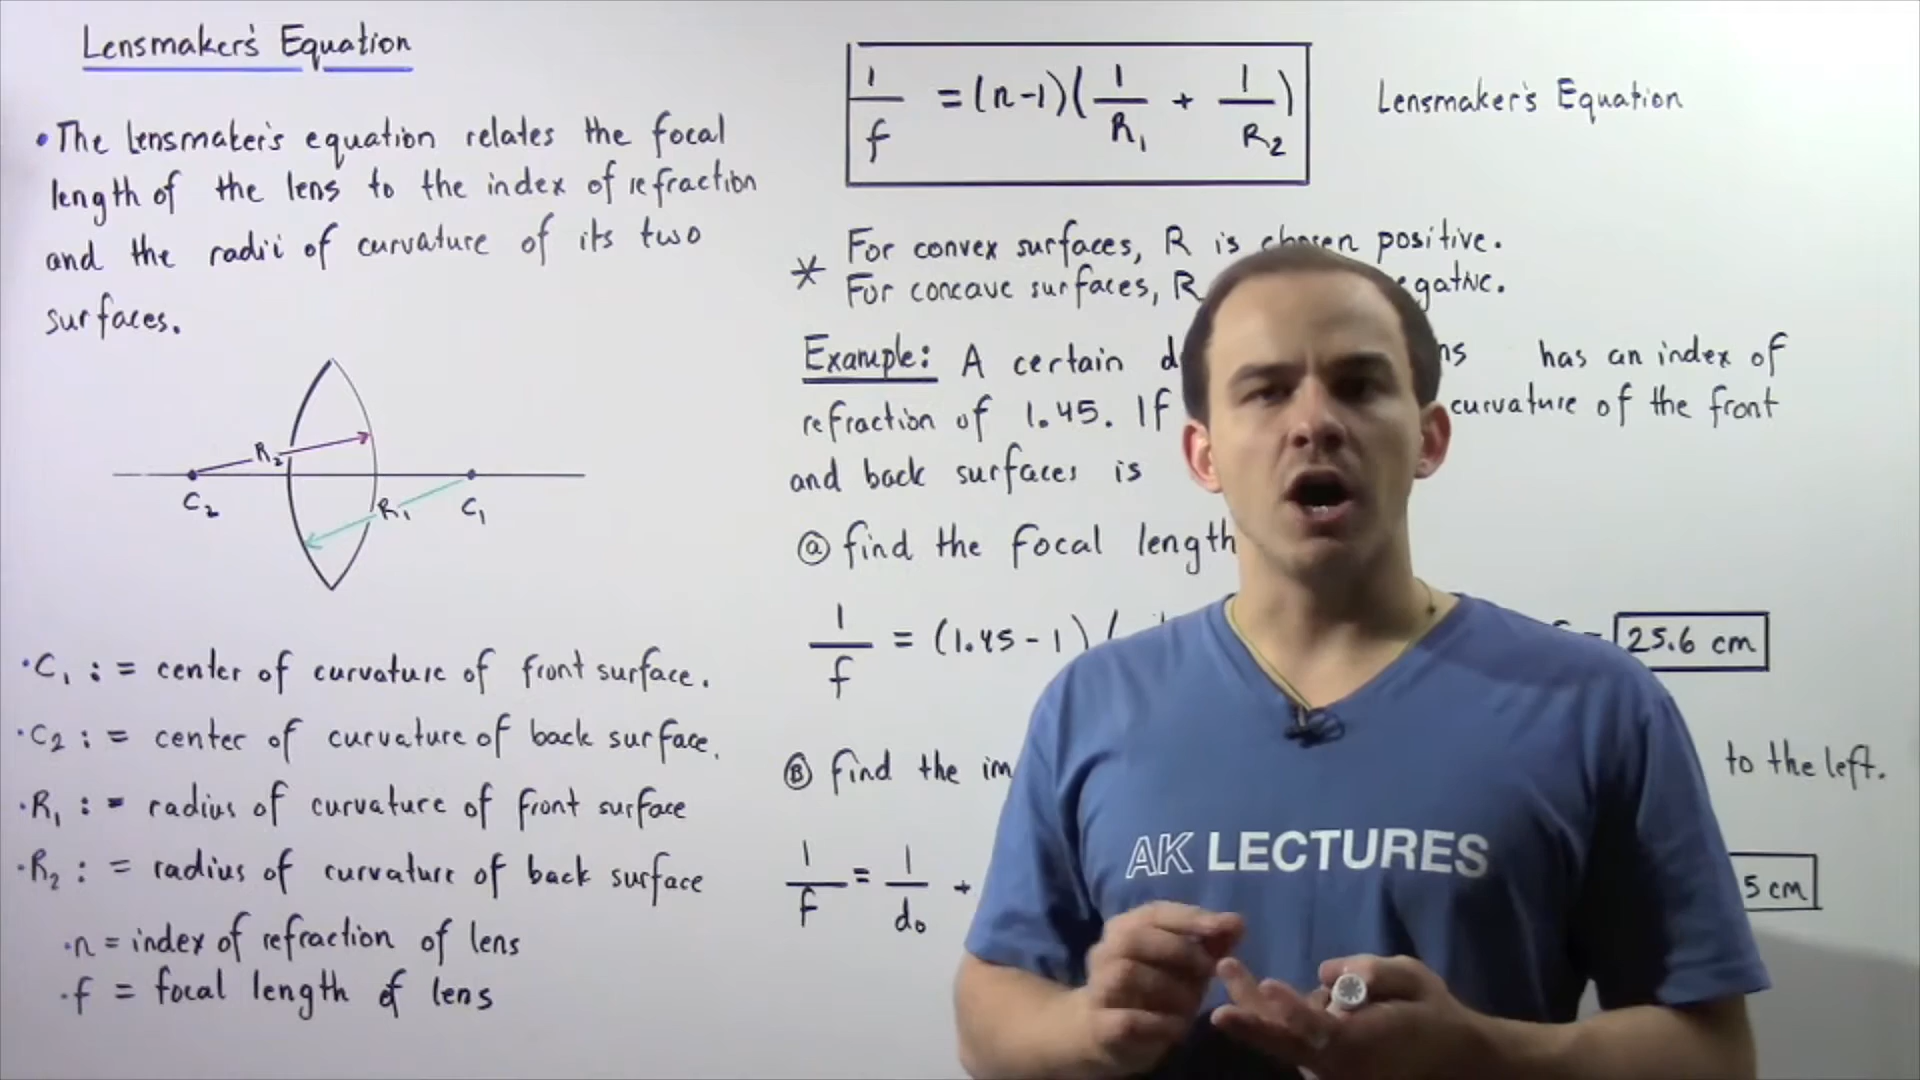 Lensmaker's Equation
• The lensmaker's equation relates the focal
length of the lens to the index of refraction
and the radii of curvature of its two
surfaces.
R₂
C₂
R₁
C₁
• C₁ := center of curvature of front surface.
• C₂ := center of curvature of back surface.
• R₁ := radius of curvature of front surface
• R₂ := radius of curvature of back surface
• n = index of refraction of lens
• f = focal length of lens
1/f = (n-1)(1/R₁ + 1/R₂)
Lensmaker's Equation
* For convex surfaces, R is chosen positive.
For concave surfaces, R
Example: A certain has an index of
refraction of 1.45. If curvature of the front
and back surfaces is
ⓐ find the focal length
1/f = (1.45-1)( 25.6 cm
Ⓑ find the to the left.
1/f = 1/d₀ + 5 cm
AK LECTURES